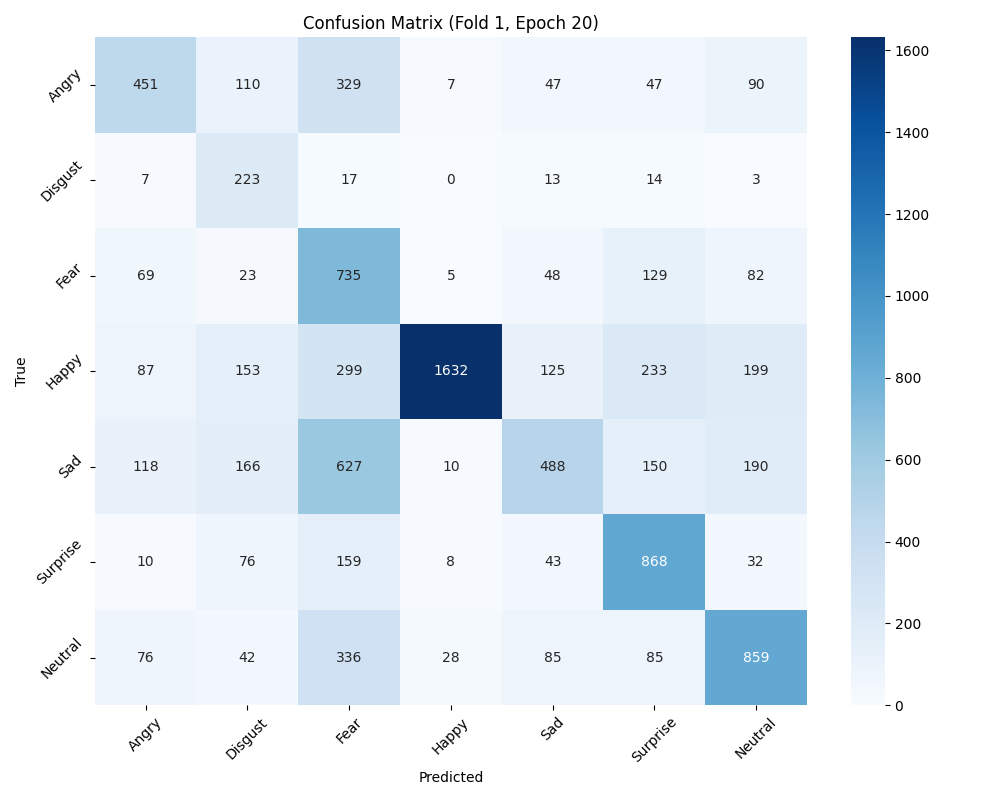 Confusion Matrix (Fold 1, Epoch 20)
True
Angry 451 110 329 7 47 47 90
Disgust 7 223 17 0 13 14 3
Fear 69 23 735 5 48 129 82
Happy 87 153 299 1632 125 233 199
Sad 118 166 627 10 488 150 190
Surprise 10 76 159 8 43 868 32
Neutral 76 42 336 28 85 85 859
Angry Disgust Fear Happy Sad Surprise Neutral
Predicted
1600
1400
1200
1000
800
600
400
200
0